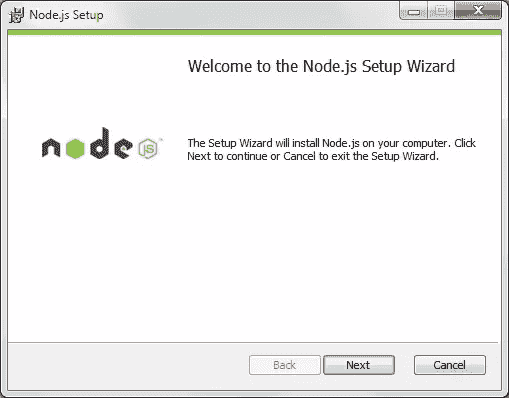 Node.js Setup
Welcome to the Node.js Setup Wizard
node JS™
The Setup Wizard will install Node.js on your computer. Click
Next to continue or Cancel to exit the Setup Wizard.
Back
Next
Cancel